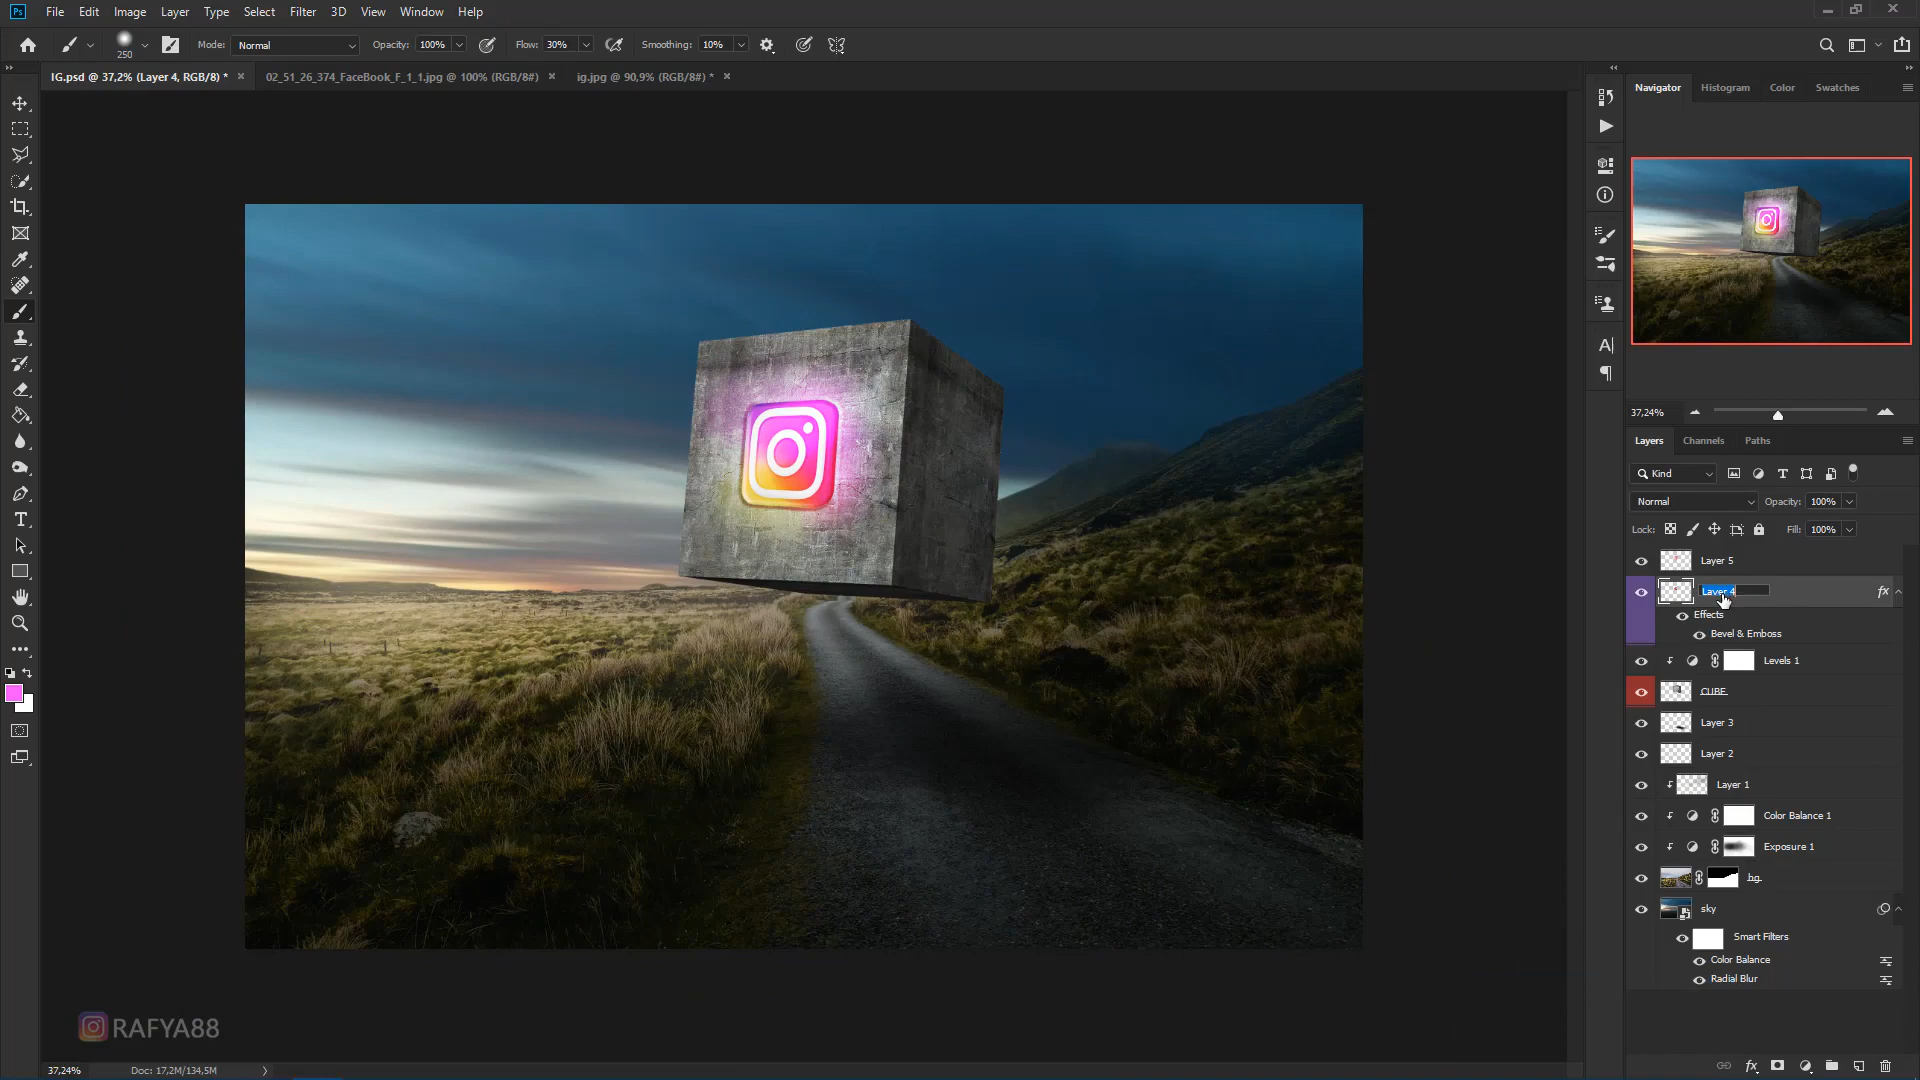 Ps File Edit Image Layer Type Select Filter 3D View Window Help
250 Mode: Normal Opacity: 100% Flow: 30% Smoothing: 10%
IG.psd @ 37,2% (Layer 4, RGB/8) * 02_51_26_374_FaceBook_F_1_1.jpg @ 100% (RGB/8#) ig.jpg @ 90,9% (RGB/8#) *
Navigator Histogram Color Swatches
37,24%
Layers Channels Paths
Kind
Normal Opacity: 100%
Lock: Fill: 100%
Layer 5
Layer 4 fx
Effects
Bevel & Emboss
Levels 1
CUBE
Layer 3
Layer 2
Layer 1
Color Balance 1
Exposure 1
bg
sky
Smart Filters
Color Balance
Radial Blur
RAFYA88
37,24% Doc: 17,2M/134,5M
fx